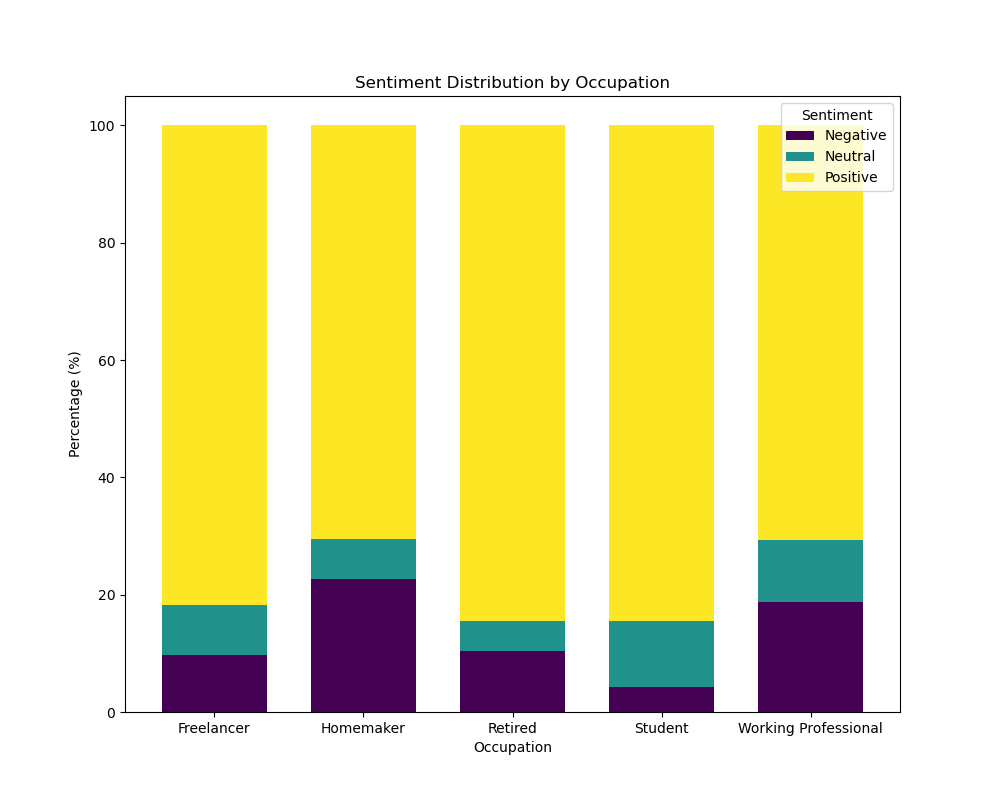 Sentiment Distribution by Occupation
Sentiment
Negative
Neutral
Positive
Percentage (%)
100
80
60
40
20
0
Freelancer Homemaker Retired Student Working Professional
Occupation